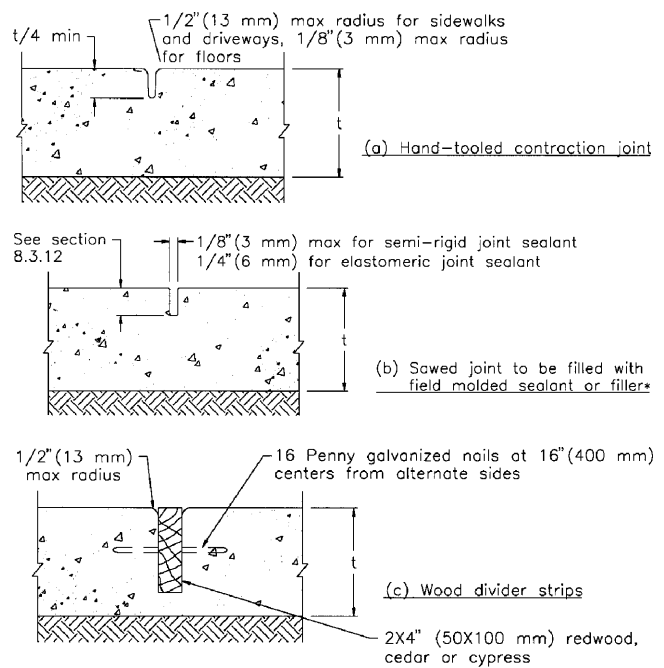 1/2"(13 mm) max radius for sidewalks
and driveways, 1/8"(3 mm) max radius
for floors
t/4 min
t
(a) Hand-tooled contraction joint
See section
8.3.12
1/8"(3 mm) max for semi-rigid joint sealant
1/4"(6 mm) for elastomeric joint sealant
t
(b) Sawed joint to be filled with
field molded sealant or filler*
1/2"(13 mm)
max radius
16 Penny galvanized nails at 16"(400 mm)
centers from alternate sides
t
(c) Wood divider strips
2X4" (50X100 mm) redwood,
cedar or cypress